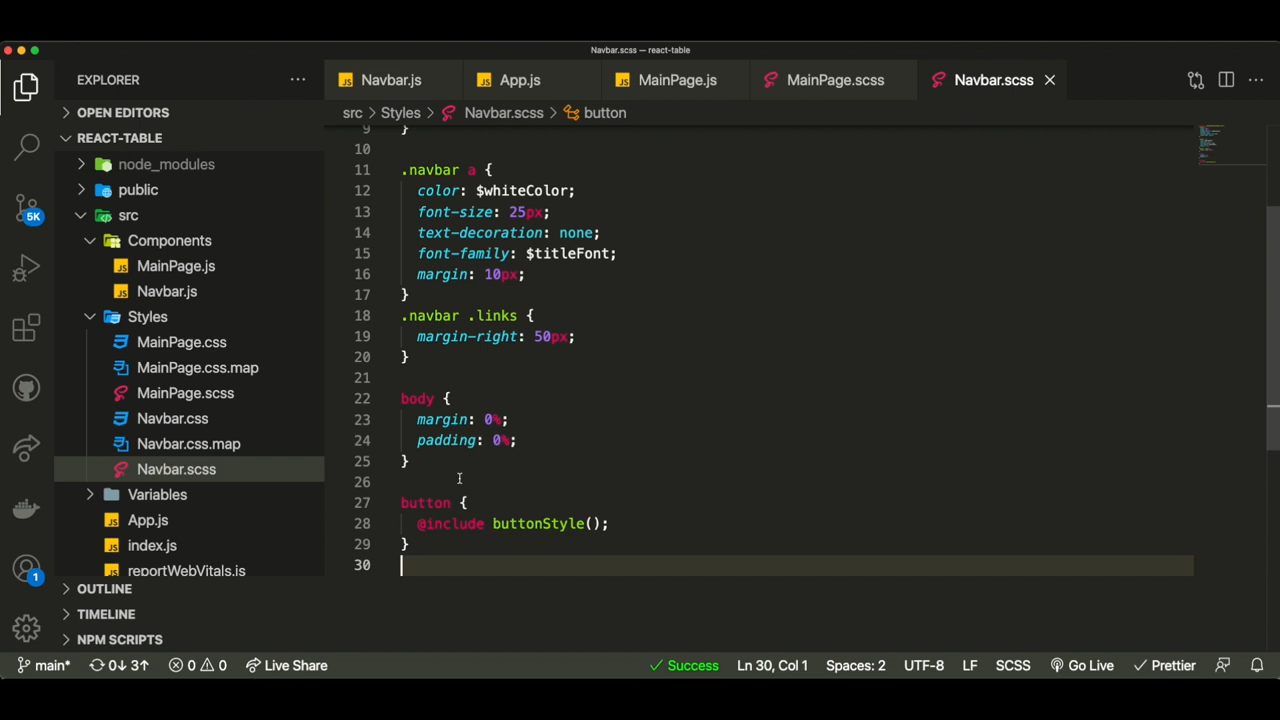 Navbar.scss — react-table
EXPLORER
Navbar.js
App.js
MainPage.js
MainPage.scss
Navbar.scss
OPEN EDITORS
src > Styles > Navbar.scss > button
REACT-TABLE
node_modules
public
src
Components
MainPage.js
Navbar.js
Styles
MainPage.css
MainPage.css.map
MainPage.scss
Navbar.css
Navbar.css.map
Navbar.scss
Variables
App.js
index.js
reportWebVitals.js
OUTLINE
TIMELINE
NPM SCRIPTS
5K
1
9 }
10
11 .navbar a {
12 color: $whiteColor;
13 font-size: 25px;
14 text-decoration: none;
15 font-family: $titleFont;
16 margin: 10px;
17 }
18 .navbar .links {
19 margin-right: 50px;
20 }
21
22 body {
23 margin: 0%;
24 padding: 0%;
25 }
26
27 button {
28 @include buttonStyle();
29 }
30
main* 0↓ 3↑ 0 0 Live Share Success Ln 30, Col 1 Spaces: 2 UTF-8 LF SCSS Go Live Prettier